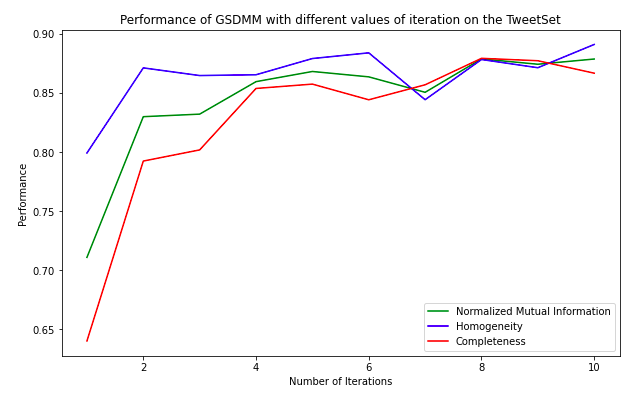 Performance of GSDMM with different values of iteration on the TweetSet
0.90
0.85
0.80
0.75
0.70
0.65
Performance
2
4
6
8
10
Number of Iterations
Normalized Mutual Information
Homogeneity
Completeness